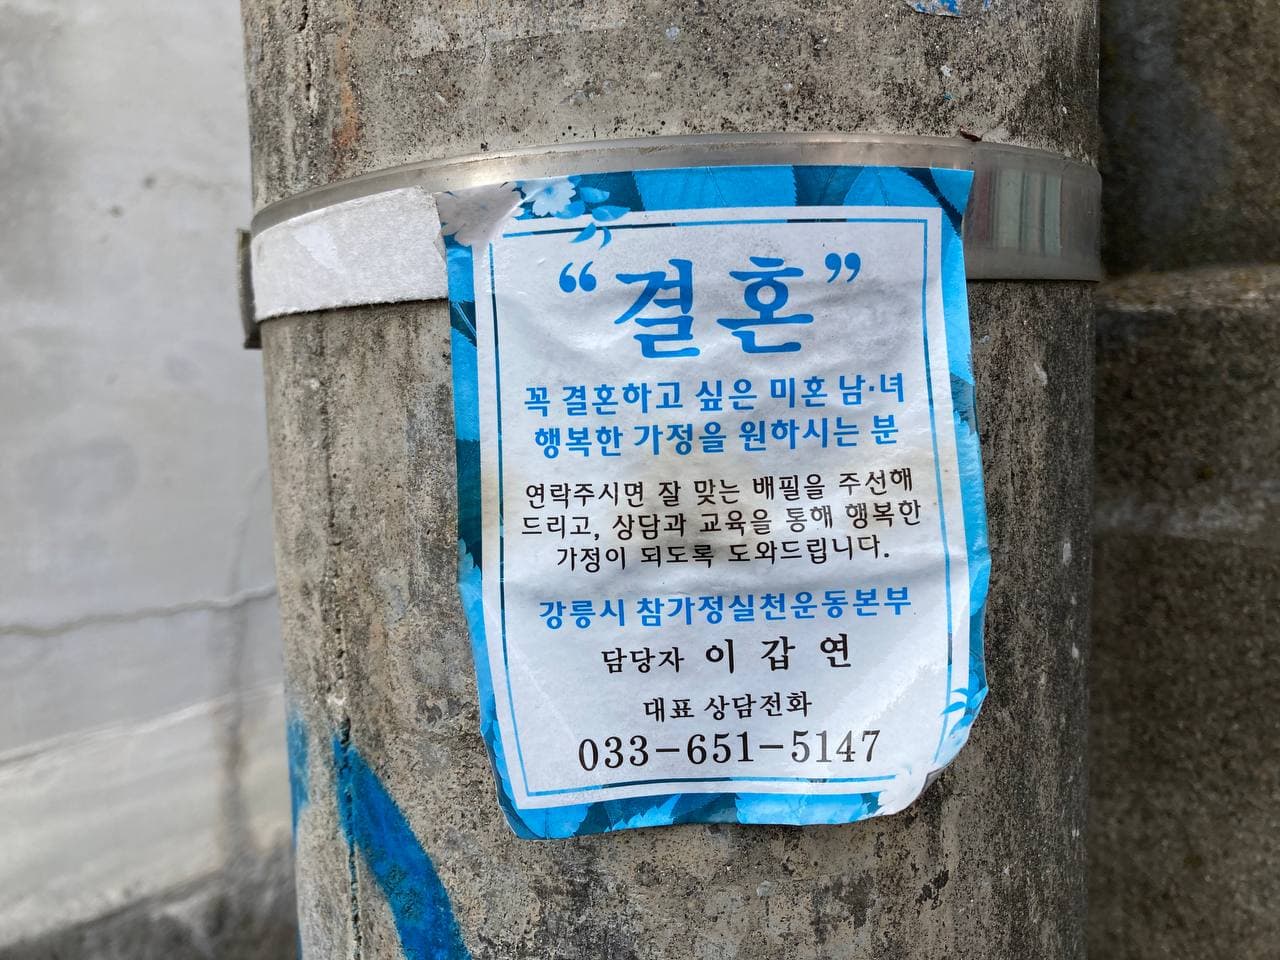 “결혼”
꼭 결혼하고 싶은 미혼 남·녀
행복한 가정을 원하시는 분
연락주시면 잘 맞는 배필을 주선해
드리고, 상담과 교육을 통해 행복한
가정이 되도록 도와드립니다.
강릉시 참가정실천운동본부
담당자 이 갑 연
대표 상담전화
033-651-5147